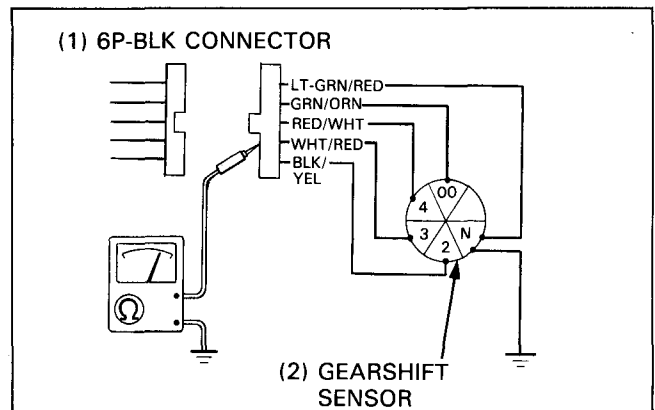 (1) 6P-BLK CONNECTOR
LT-GRN/RED
GRN/ORN
RED/WHT
WHT/RED
BLK/
YEL
OO
4
3
N
2
Ω
(2) GEARSHIFT
SENSOR